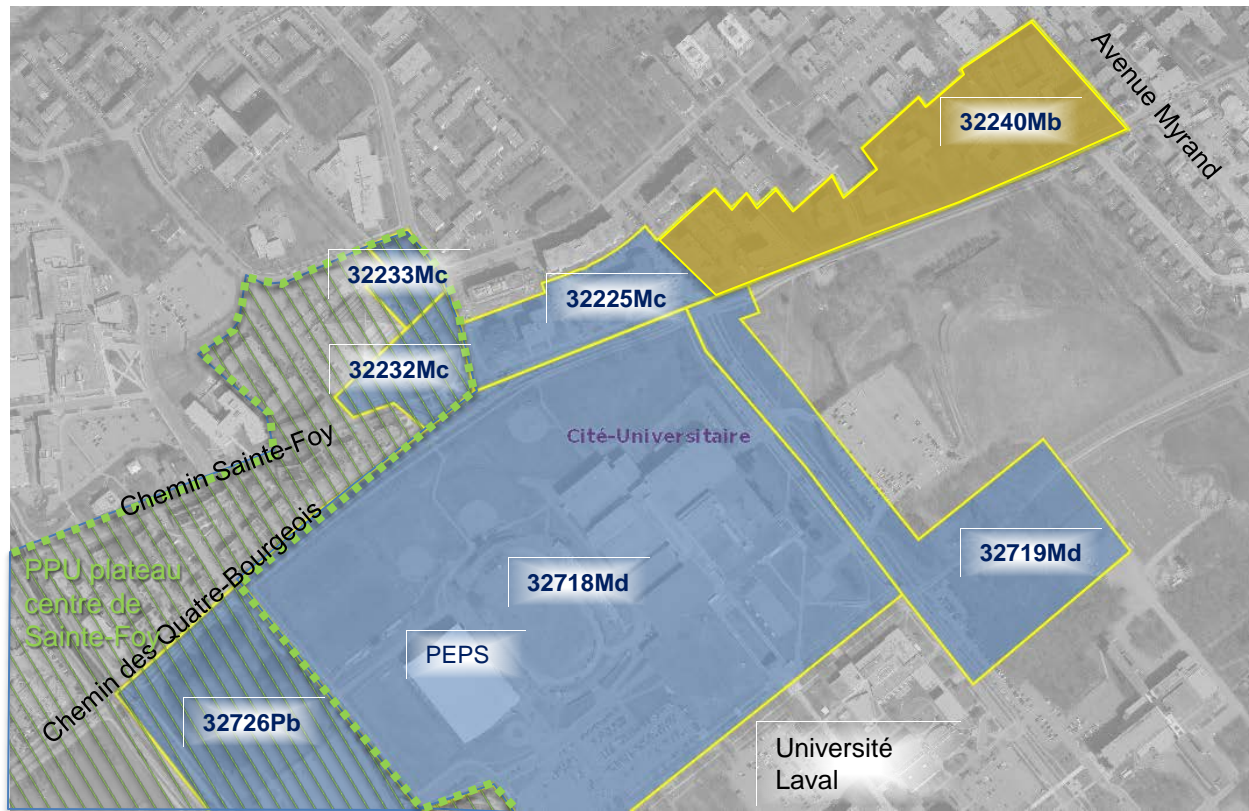 Avenue Myrand
32240Mb
32233Mc
32225Mc
32232Mc
Cité-Universitaire
Chemin Sainte-Foy
Chemin des Quatre-Bourgeois
PPU plateau
centre de
Sainte-Foy
32718Md
32719Md
PEPS
32726Pb
Université
Laval